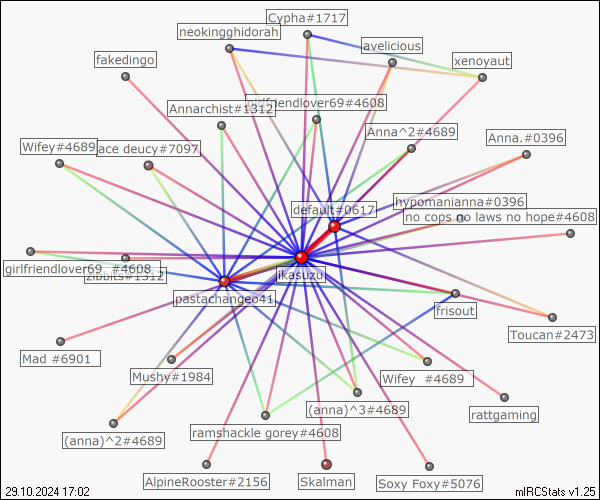 Cypha#1717
neokingghidorah
avelicious
xenoyaut
fakedingo
girlfriendlover69#4608
Annarchist#1312
Anna^2#4689
Anna.#0396
Wifey#4689
ace deucy#7097
hypomanianna#0396
default#0617
no cops no laws no hope#4608
girlfriendlover69_#4608
zibbits#1312
ikasuzu
pastachangeo41
frisout
Toucan#2473
Mad #6901
Mushy#1984
Wifey #4689
rattgaming
(anna)^3#4689
(anna)^2#4689
ramshackle gorey#4608
AlpineRooster#2156
Skalman
Soxy Foxy#5076
29.10.2024 17:02
mIRCStats v1.25